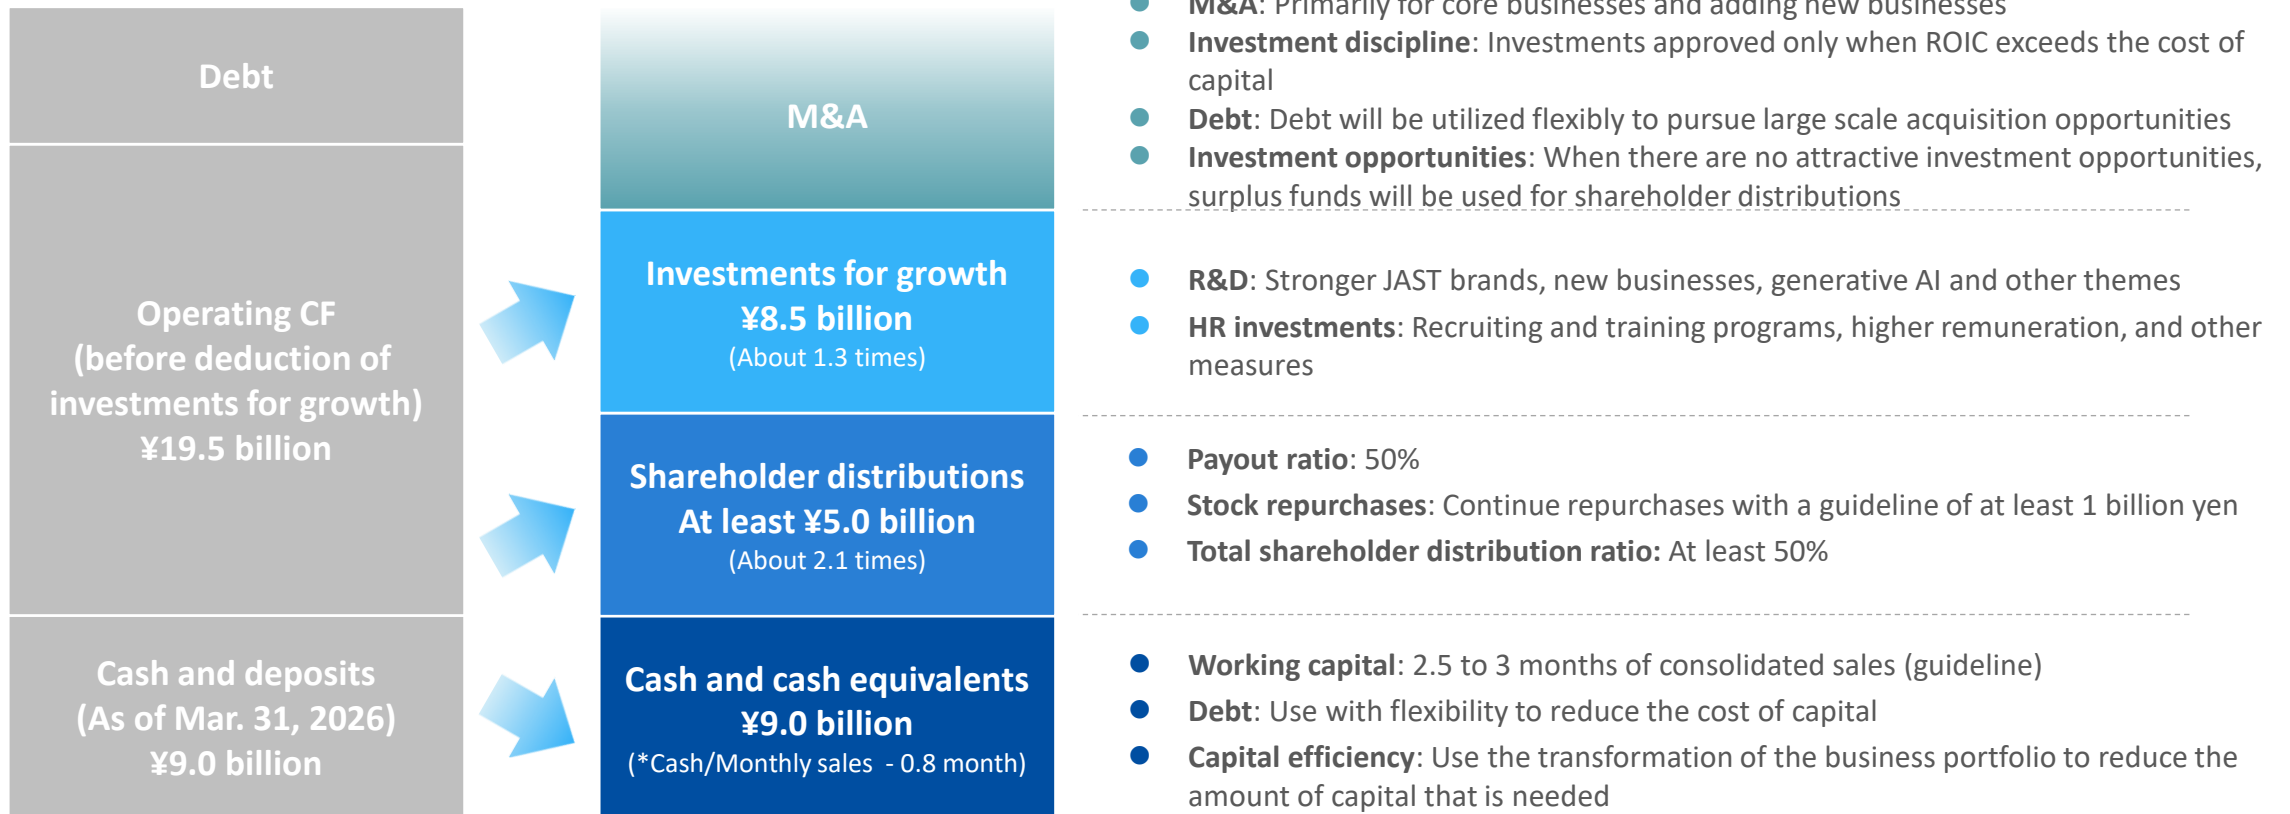 Debt
Operating CF
(before deduction of
investments for growth)
¥19.5 billion
Cash and deposits
(As of Mar. 31, 2026)
¥9.0 billion
M&A
Investments for growth
¥8.5 billion
(About 1.3 times)
Shareholder distributions
At least ¥5.0 billion
(About 2.1 times)
Cash and cash equivalents
¥9.0 billion
(*Cash/Monthly sales - 0.8 month)
M&A: Primarily for core businesses and adding new businesses
Investment discipline: Investments approved only when ROIC exceeds the cost of
capital
Debt: Debt will be utilized flexibly to pursue large scale acquisition opportunities
Investment opportunities: When there are no attractive investment opportunities,
surplus funds will be used for shareholder distributions
R&D: Stronger JAST brands, new businesses, generative AI and other themes
HR investments: Recruiting and training programs, higher remuneration, and other
measures
Payout ratio: 50%
Stock repurchases: Continue repurchases with a guideline of at least 1 billion yen
Total shareholder distribution ratio: At least 50%
Working capital: 2.5 to 3 months of consolidated sales (guideline)
Debt: Use with flexibility to reduce the cost of capital
Capital efficiency: Use the transformation of the business portfolio to reduce the
amount of capital that is needed